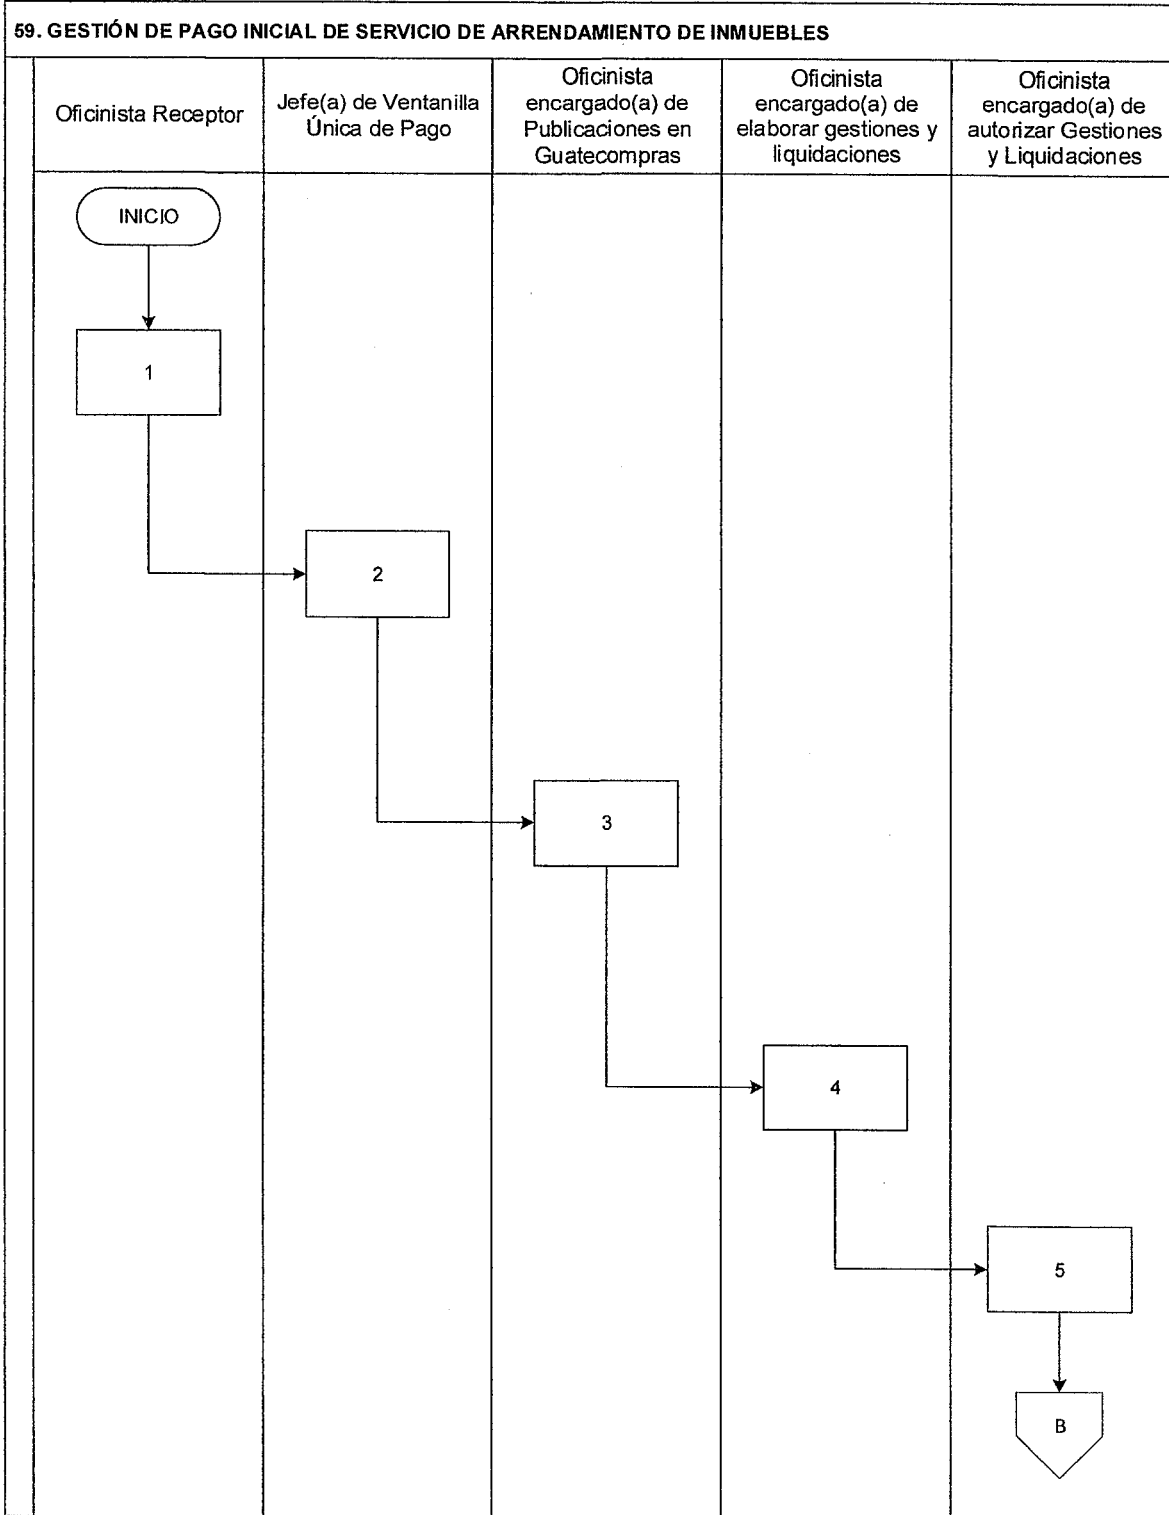 59. GESTIÓN DE PAGO INICIAL DE SERVICIO DE ARRENDAMIENTO DE INMUEBLES
Oficinista Receptor
Jefe(a) de Ventanilla
Única de Pago
Oficinista
encargado(a) de
Publicaciones en
Guatecompras
Oficinista
encargado(a) de
elaborar gestiones y
liquidaciones
Oficinista
encargado(a) de
autorizar Gestiones
y Liquidaciones
INICIO
1
2
3
4
5
B